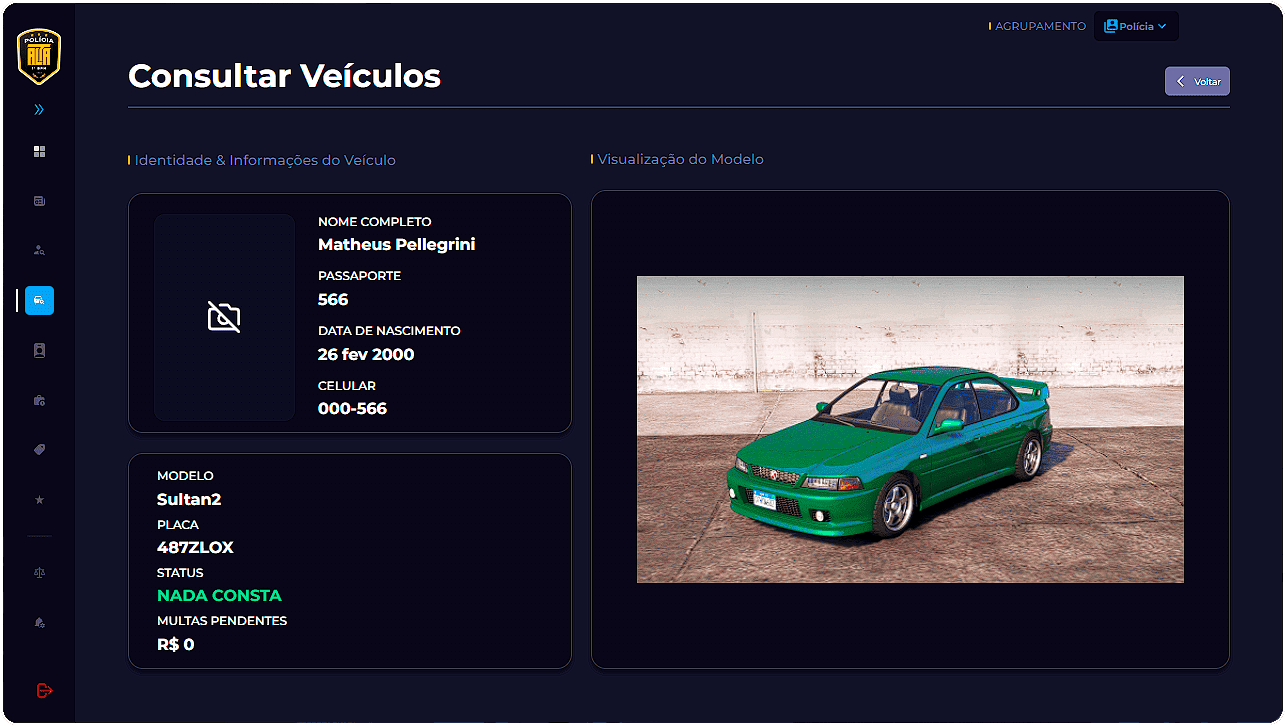 POLÍCIA
ALTA
AGRUPAMENTO
Polícia
Consultar Veículos
Voltar
Identidade & Informações do Veículo
Visualização do Modelo
NOME COMPLETO
Matheus Pellegrini
PASSAPORTE
566
DATA DE NASCIMENTO
26 fev 2000
CELULAR
000-566
MODELO
Sultan2
PLACA
487ZLOX
STATUS
NADA CONSTA
MULTAS PENDENTES
R$ 0